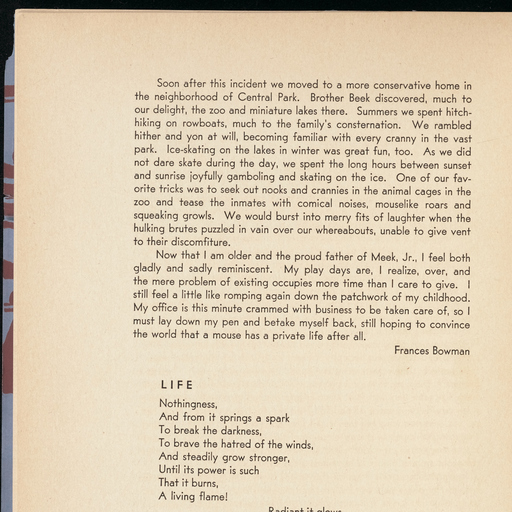 Soon after this incident we moved to a more conservative home in
the neighborhood of Central Park. Brother Beek discovered, much to
our delight, the zoo and miniature lakes there. Summers we spent hitch-
hiking on rowboats, much to the family's consternation. We rambled
hither and yon at will, becoming familiar with every cranny in the vast
park. Ice-skating on the lakes in winter was great fun, too. As we did
not dare skate during the day, we spent the long hours between sunset
and sunrise joyfully gamboling and skating on the ice. One of our fav-
orite tricks was to seek out nooks and crannies in the animal cages in the
zoo and tease the inmates with comical noises, mouselike roars and
squeaking growls. We would burst into merry fits of laughter when the
hulking brutes puzzled in vain over our whereabouts, unable to give vent
to their discomfiture.
Now that I am older and the proud father of Meek, Jr., I feel both
gladly and sadly reminiscent. My play days are, I realize, over, and
the mere problem of existing occupies more time than I care to give. I
still feel a little like romping again down the patchwork of my childhood.
My office is this minute crammed with business to be taken care of, so I
must lay down my pen and betake myself back, still hoping to convince
the world that a mouse has a private life after all.
Frances Bowman
LIFE
Nothingness,
And from it springs a spark
To break the darkness,
To brave the hatred of the winds,
And steadily grow stronger,
Until its power is such
That it burns,
A living flame!
Radiant it glows